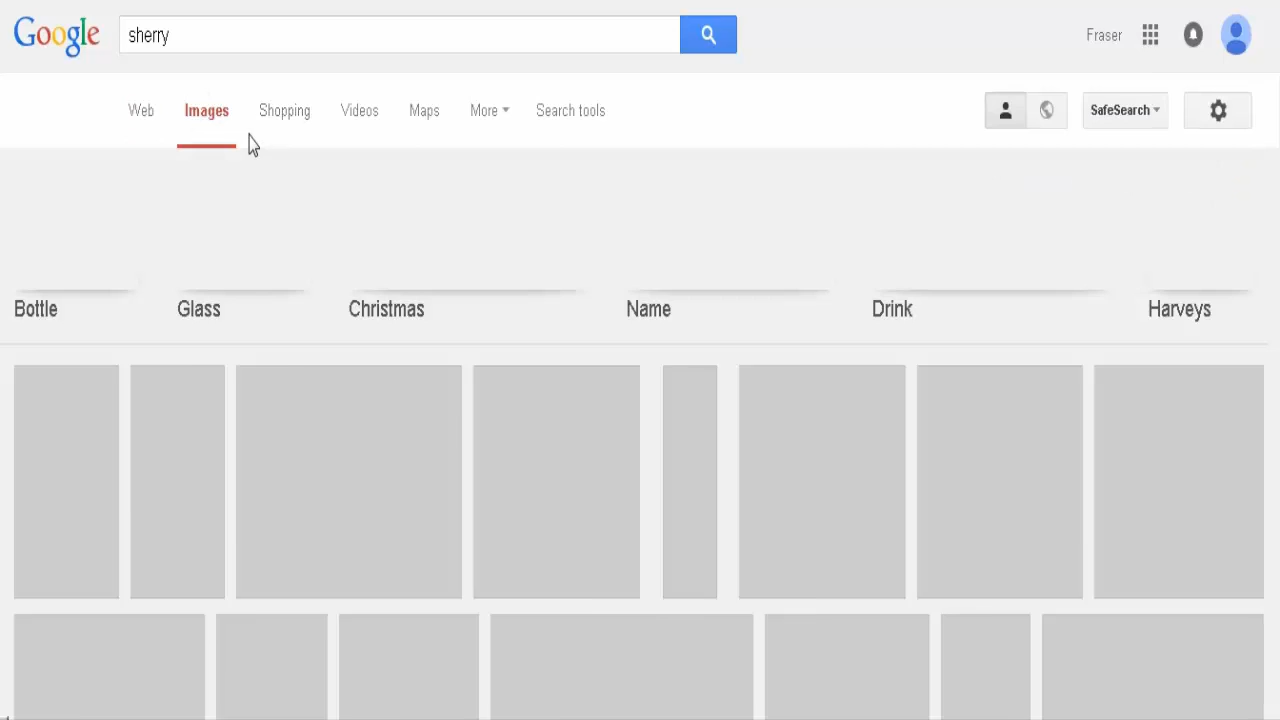 Google sherry Fraser
Web Images Shopping Videos Maps More Search tools SafeSearch
Bottle Glass Christmas Name Drink Harveys